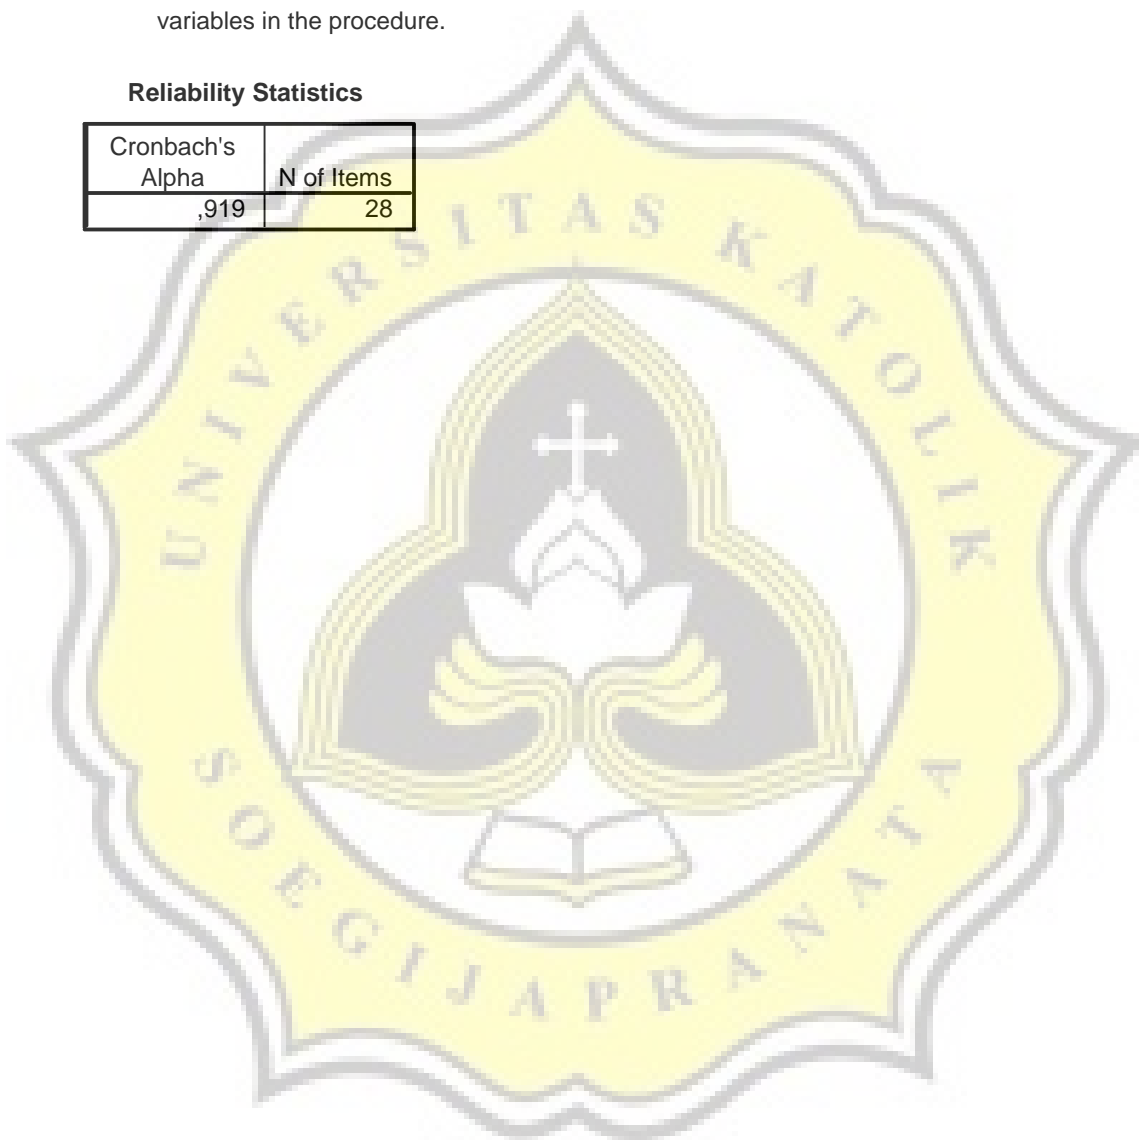 variables in the procedure.
Reliability Statistics
Cronbach's
Alpha N of Items
,919 28
UNIVERSITAS KATOLIK
SOEGIJAPRANATA